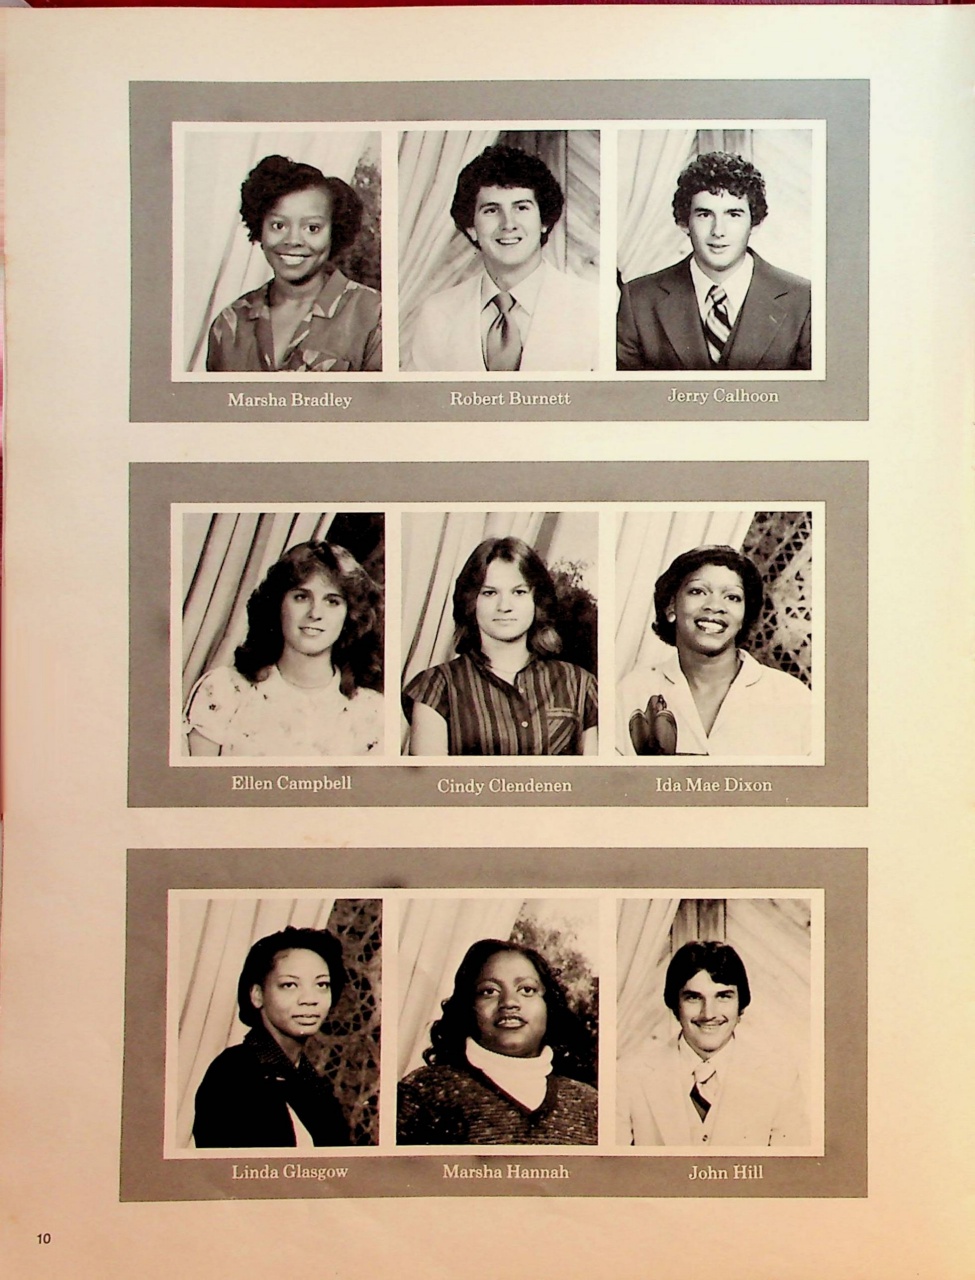 Marsha Bradley
Robert Burnett
Jerry Calhoon
Ellen Campbell
Cindy Clendenen
Ida Mae Dixon
Linda Glasgow
Marsha Hannah
John Hill
10